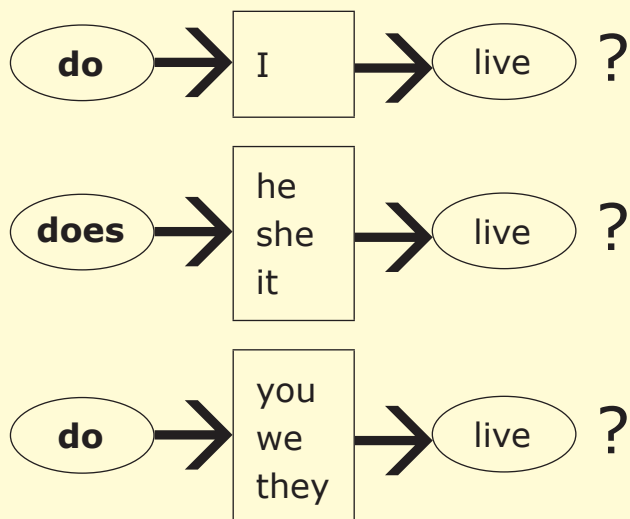 do I live ?
he
does she live ?
it
you
do we live ?
they